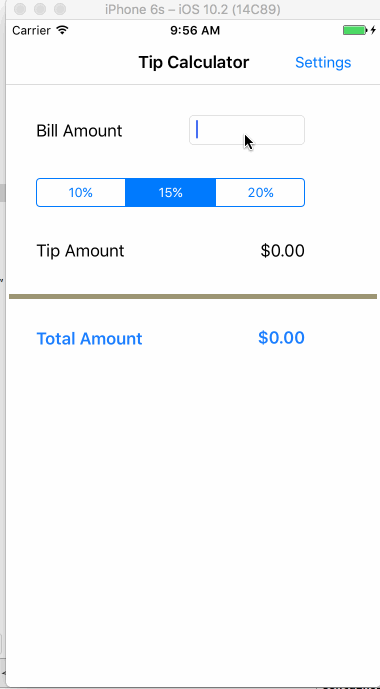 iPhone 6s – iOS 10.2 (14C89)
Carrier 9:56 AM
Tip Calculator Settings
Bill Amount
10% 15% 20%
Tip Amount $0.00
Total Amount $0.00